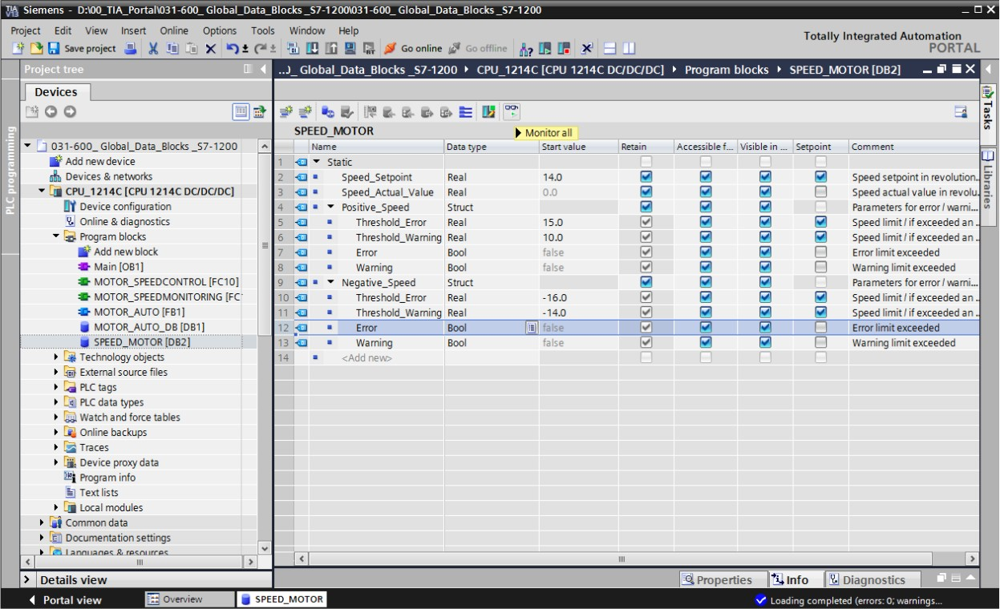 Siemens - D:\00_TIA_Portal\031-600_ Global_Data_Blocks _S7-1200\031-600_ Global_Data_Blocks _S7-1200
Project Edit View Insert Online Options Tools Window Help
Totally Integrated Automation
PORTAL
Save project Go online Go offline
Project tree
..._ Global_Data_Blocks _S7-1200 CPU_1214C [CPU 1214C DC/DC/DC] Program blocks SPEED_MOTOR [DB2]
Devices
PLC programming
Tasks
Libraries
031-600_ Global_Data_Blocks _S7-1200
Add new device
Devices & networks
CPU_1214C [CPU 1214C DC/DC/DC]
Device configuration
Online & diagnostics
Program blocks
Add new block
Main [OB1]
MOTOR_SPEEDCONTROL [FC10]
MOTOR_SPEEDMONITORING [FC
MOTOR_AUTO [FB1]
MOTOR_AUTO_DB [DB1]
SPEED_MOTOR [DB2]
Technology objects
External source files
PLC tags
PLC data types
Watch and force tables
Online backups
Traces
Device proxy data
Program info
Text lists
Local modules
Common data
Documentation settings
Languages & resources
Details view
SPEED_MOTOR
Monitor all
Name Data type Start value Retain Accessible f... Visible in ... Setpoint Comment
1 Static
2 Speed_Setpoint Real 14.0 Speed setpoint in revolution...
3 Speed_Actual_Value Real 0.0 Speed actual value in revolu...
4 Positive_Speed Struct Parameters for error / warni...
5 Threshold_Error Real 15.0 Speed limit / if exceeded an ...
6 Threshold_Warning Real 10.0 Speed limit / if exceeded an ...
7 Error Bool false Error limit exceeded
8 Warning Bool false Warning limit exceeded
9 Negative_Speed Struct Parameters for error / warni...
10 Threshold_Error Real -16.0 Speed limit / if exceeded an ...
11 Threshold_Warning Real -14.0 Speed limit / if exceeded an ...
12 Error Bool false Error limit exceeded
13 Warning Bool false Warning limit exceeded
14 <Add new>
Properties Info Diagnostics
Portal view Overview SPEED_MOTOR Loading completed (errors: 0; warnings...